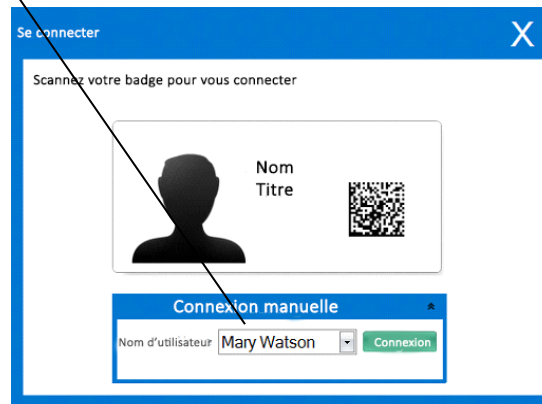 Se connecter X
Scannez votre badge pour vous connecter
Nom
Titre
Connexion manuelle
Nom d'utilisateur Mary Watson Connexion